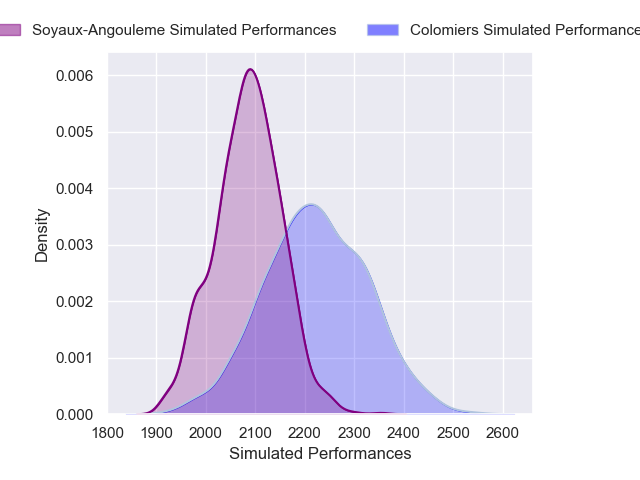 Soyaux-Angouleme Simulated Performances
Colomiers Simulated Performance
0.006
0.005
0.004
0.003
0.002
0.001
0.000
Density
1800 1900 2000 2100 2200 2300 2400 2500 2600
Simulated Performances